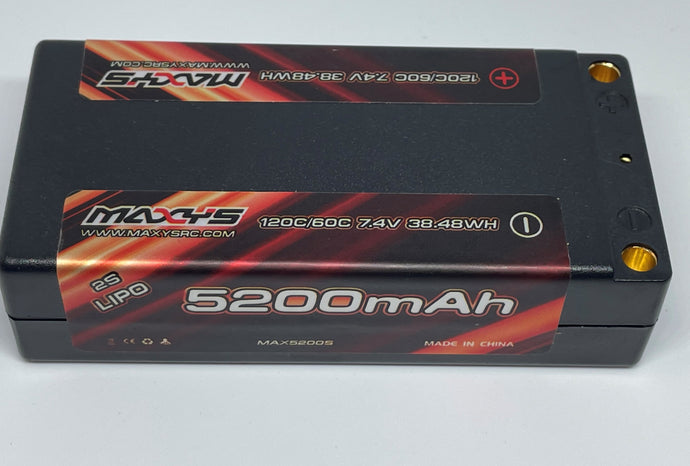 MAXYS 120C/60C 7.4V 38.48WH +
WWW.MAXYSRC.COM
+
-
MAXYS 120C/60C 7.4V 38.48WH -
WWW.MAXYSRC.COM
2S
LIPO
5200mAh
CE MAX5200S MADE IN CHINA